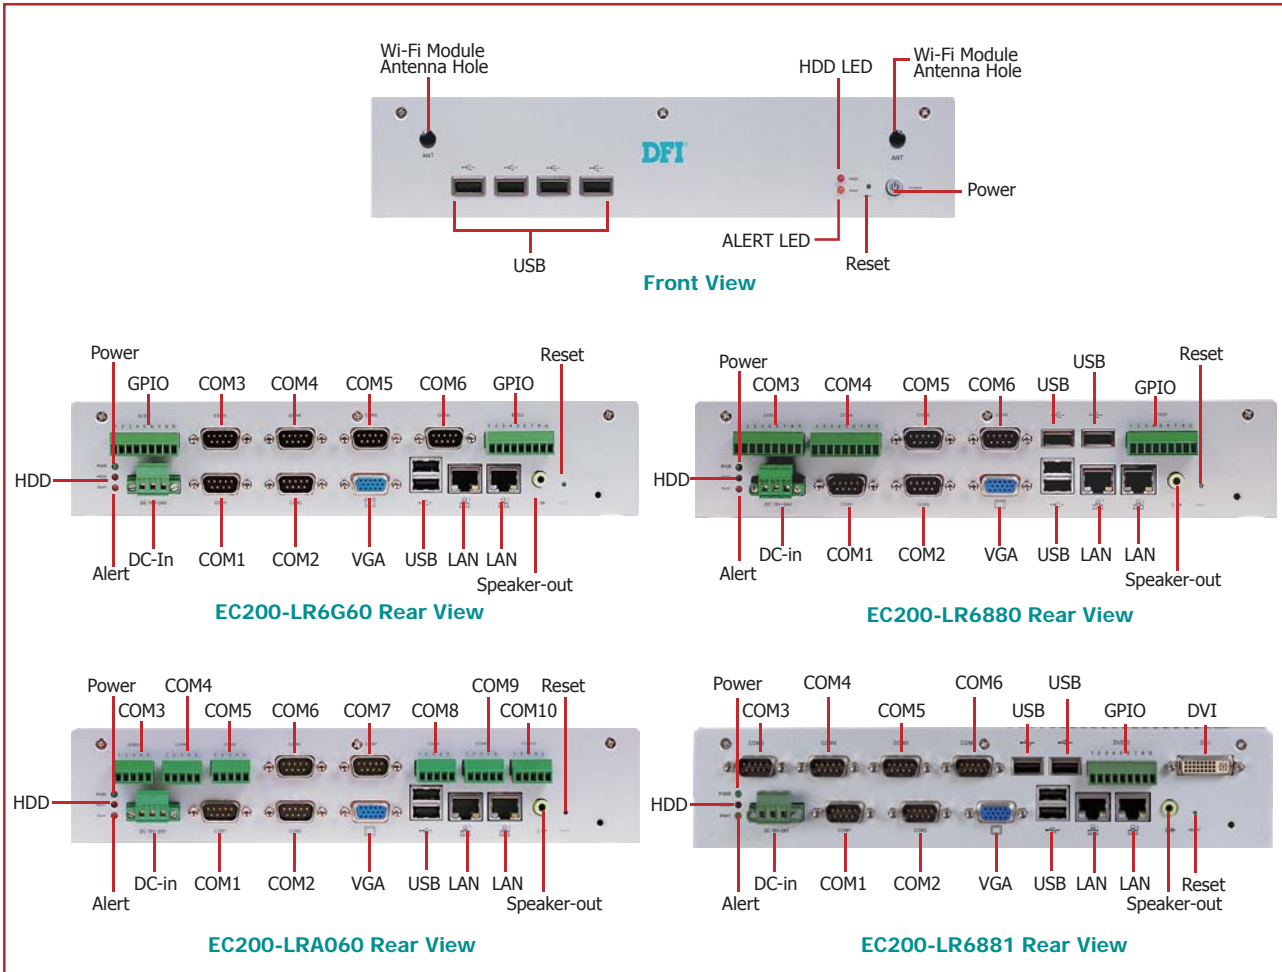 Wi-Fi Module
Antenna Hole
HDD LED
Wi-Fi Module
Antenna Hole
ANT
DFI
ANT
HDD
Power
ALERT LED
USB
Reset
Front View
Power
Reset
GPIO COM3 COM4 COM5 COM6 GPIO
HDD
DC-In COM1 COM2 VGA USB LAN LAN
Alert
Speaker-out
EC200-LR6G60 Rear View
Power
USB
Reset
COM3 COM4 COM5 COM6 USB GPIO
HDD
DC-in COM1 COM2 VGA USB LAN LAN
Alert
Speaker-out
EC200-LR6880 Rear View
Power COM4 COM9 Reset
COM3 COM5 COM6 COM7 COM8 COM10
HDD
DC-in COM1 COM2 VGA USB LAN LAN
Alert
Speaker-out
EC200-LRA060 Rear View
Power COM4 COM6 USB
COM3 COM5 USB GPIO DVI
HDD
DC-in COM1 COM2 VGA USB LAN LAN Reset
Alert
Speaker-out
EC200-LR6881 Rear View